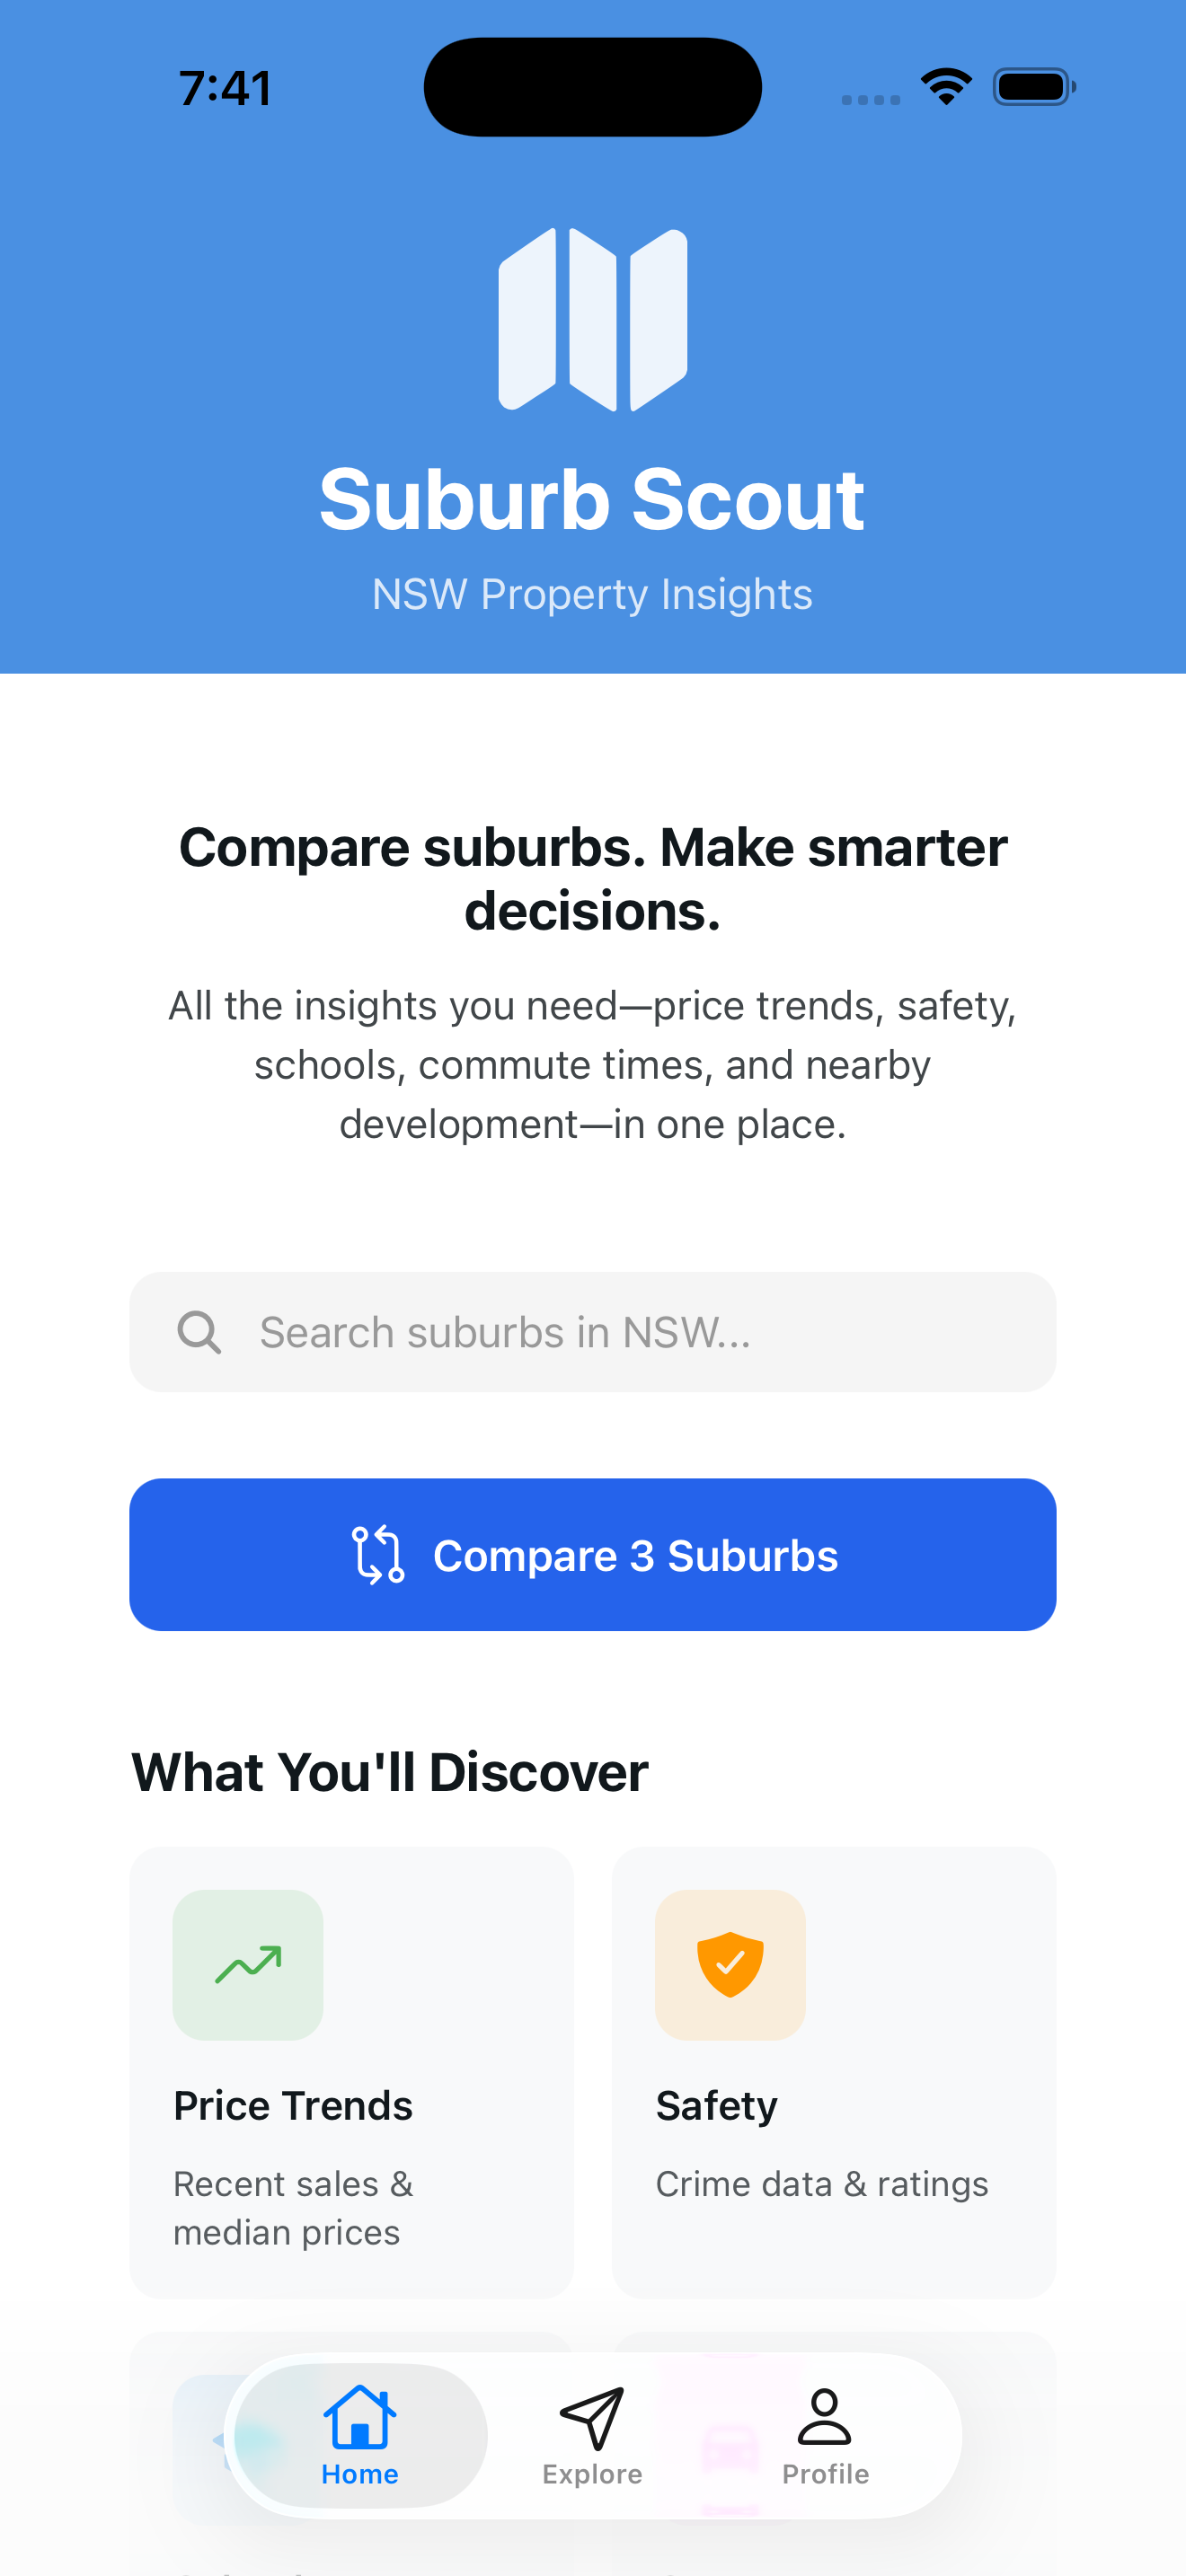 7:41
Suburb Scout
NSW Property Insights
Compare suburbs. Make smarter
decisions.
All the insights you need—price trends, safety,
schools, commute times, and nearby
development—in one place.
Search suburbs in NSW...
Compare 3 Suburbs
What You'll Discover
Price Trends
Safety
Recent sales &
median prices
Crime data & ratings
Home
Explore
Profile